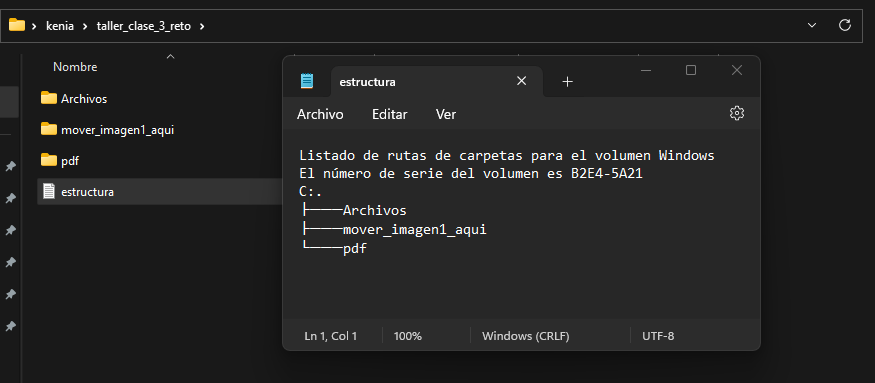 kenia > taller_clase_3_reto >
Nombre
Archivos
mover_imagen1_aqui
pdf
estructura
estructura
Archivo Editar Ver
Listado de rutas de carpetas para el volumen Windows
El número de serie del volumen es B2E4-5A21
C:.
├───Archivos
├───mover_imagen1_aqui
└───pdf
Ln 1, Col 1 100% Windows (CRLF) UTF-8